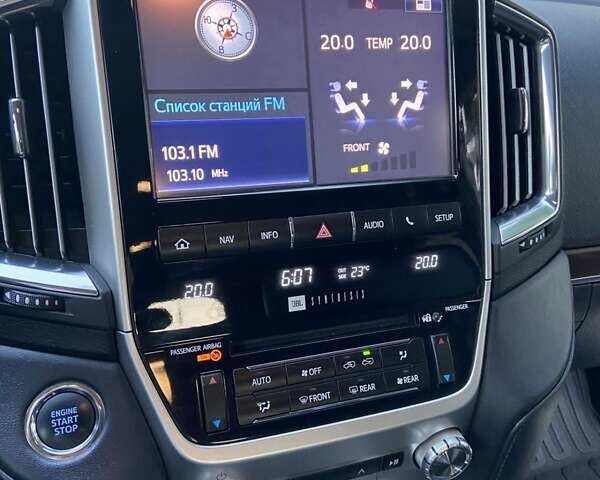 Ю
З
В
С
20.0 TEMP 20.0
Список станций FM
103.1 FM
103.10 MHz
FRONT
NAV
INFO
AUDIO
SETUP
20.0
6:07
OUT SIDE 23°C
20.0
JBL SYNTHESIS
PASSENGER
PASSENGER AIRBAG
AUTO
OFF
FRONT
REAR
REAR
ENGINE
START
STOP